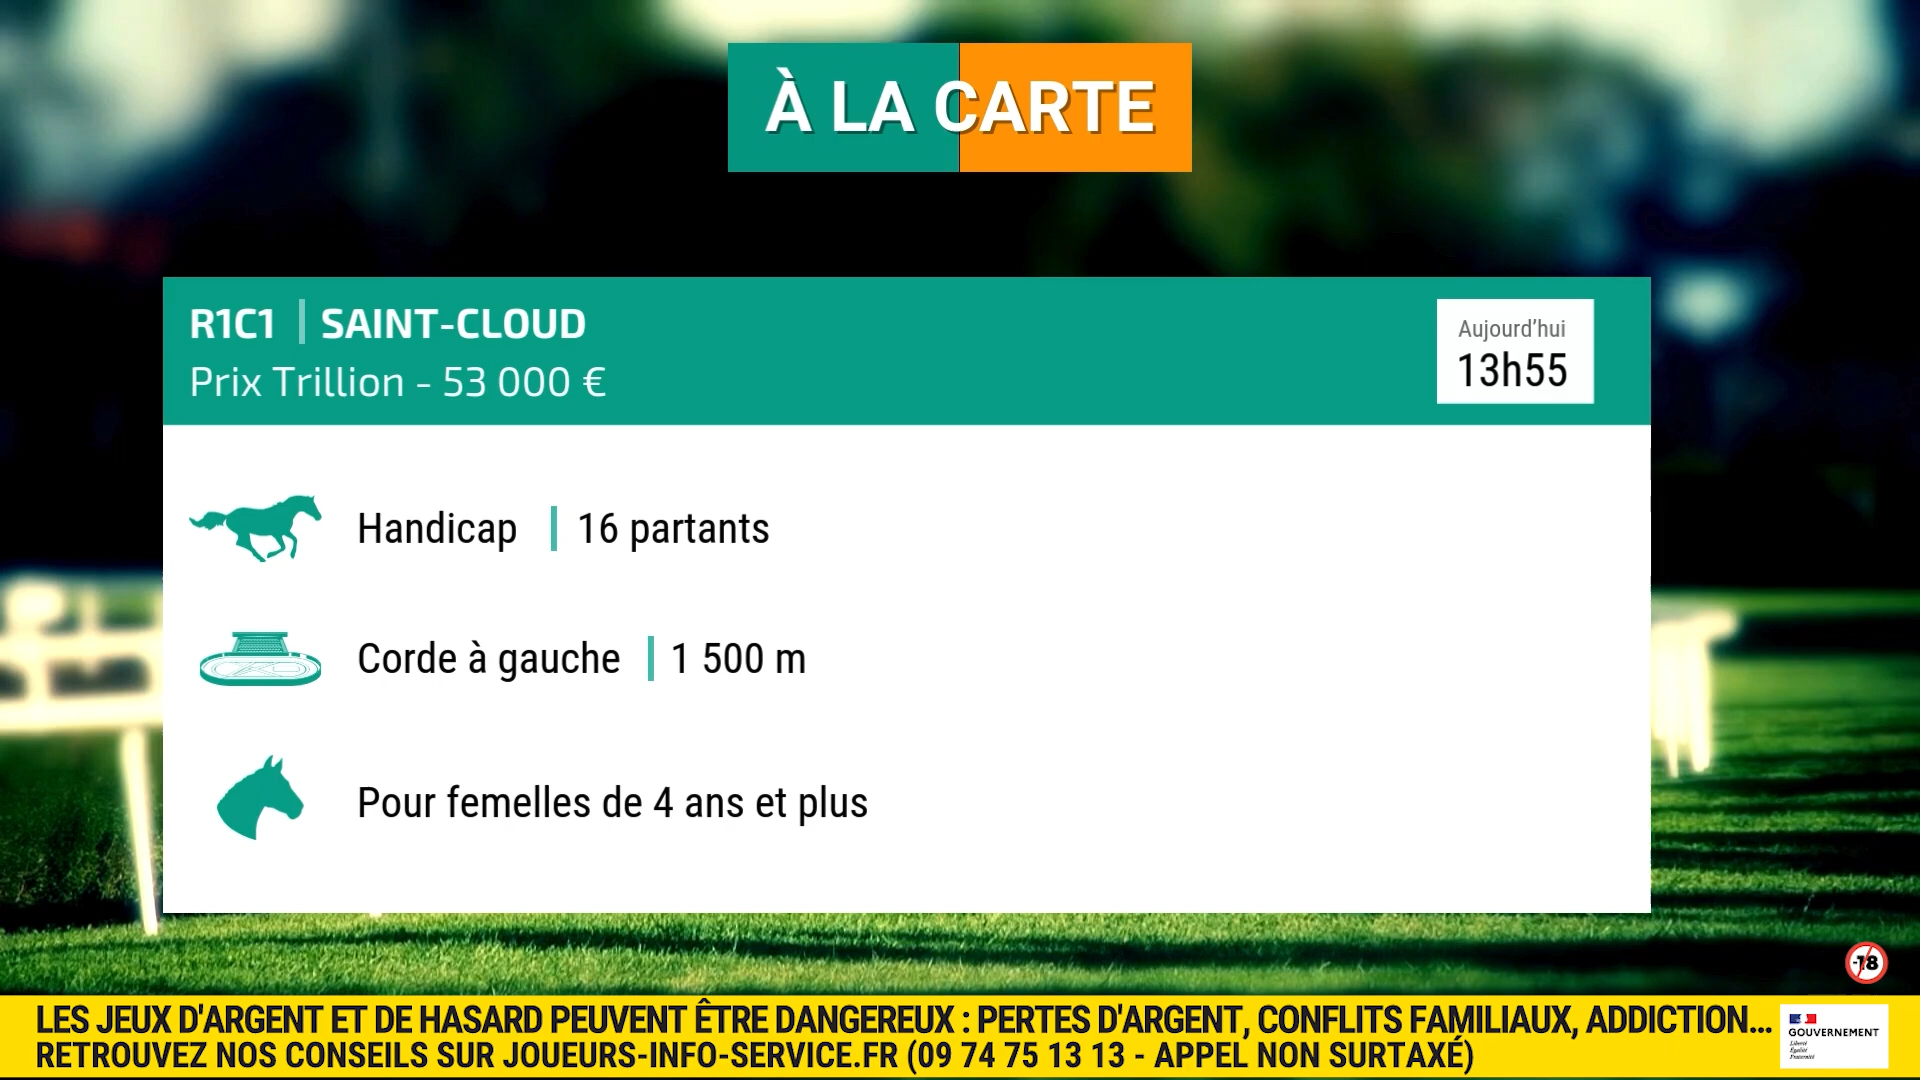 À LA CARTE
R1C1 | SAINT-CLOUD
Prix Trillion - 53 000 €
Aujourd'hui
13h55
Handicap | 16 partants
Corde à gauche | 1 500 m
Pour femelles de 4 ans et plus
-18
LES JEUX D'ARGENT ET DE HASARD PEUVENT ÊTRE DANGEREUX : PERTES D'ARGENT, CONFLITS FAMILIAUX, ADDICTION...
RETROUVEZ NOS CONSEILS SUR JOUEURS-INFO-SERVICE.FR (09 74 75 13 13 - APPEL NON SURTAXÉ)
GOUVERNEMENT
Liberté
Égalité
Fraternité